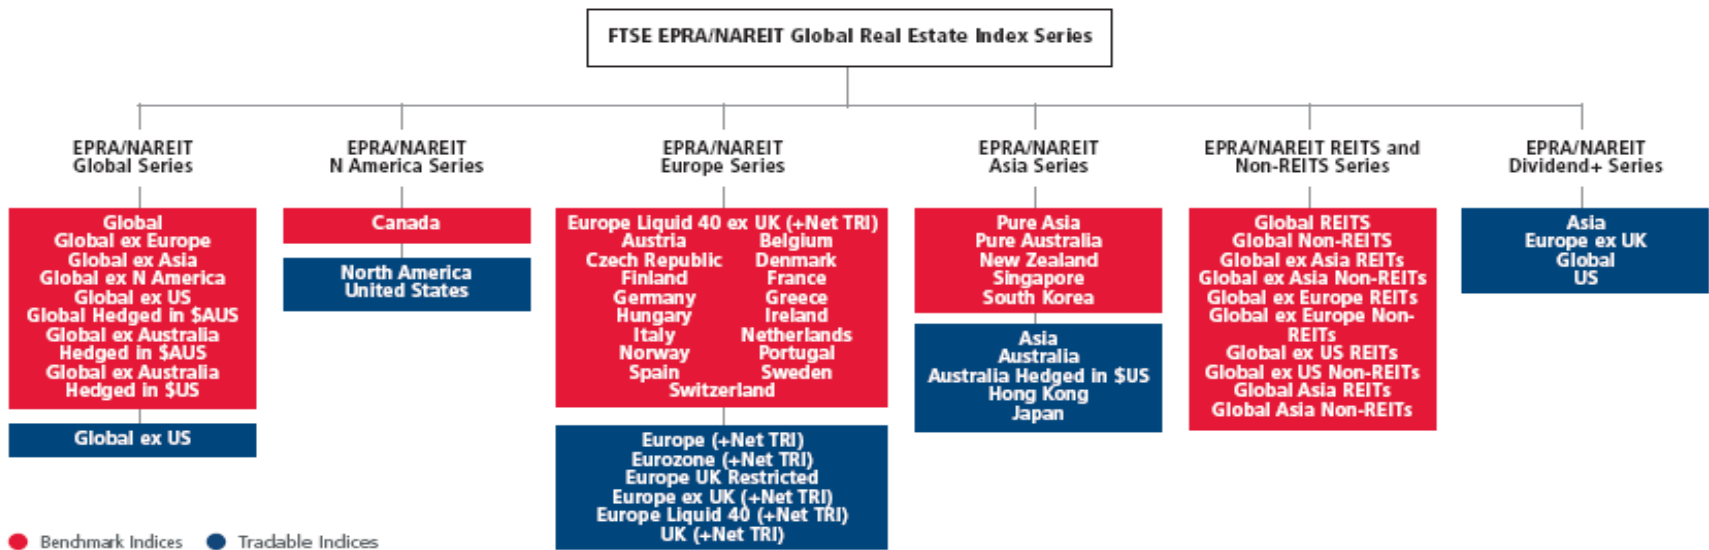 FTSE EPRA/NAREIT Global Real Estate Index Series
EPRA/NAREIT
Global Series
Global
Global ex Europe
Global ex Asia
Global ex N America
Global ex US
Global Hedged in $AUS
Global ex Australia
Hedged in $AUS
Global ex Australia
Hedged in $US
Global ex US
EPRA/NAREIT
N America Series
Canada
North America
United States
EPRA/NAREIT
Europe Series
Europe Liquid 40 ex UK (+Net TRI)
Austria Belgium
Czech Republic Denmark
Finland France
Germany Greece
Hungary Ireland
Italy Netherlands
Norway Portugal
Spain Sweden
Switzerland
Europe (+Net TRI)
Eurozone (+Net TRI)
Europe UK Restricted
Europe ex UK (+Net TRI)
Europe Liquid 40 (+Net TRI)
UK (+Net TRI)
EPRA/NAREIT
Asia Series
Pure Asia
Pure Australia
New Zealand
Singapore
South Korea
Asia
Australia
Australia Hedged in $US
Hong Kong
Japan
EPRA/NAREIT REITS and
Non-REITS Series
Global REITS
Global Non-REITS
Global ex Asia REITs
Global ex Asia Non-REITs
Global ex Europe REITs
Global ex Europe Non-
REITs
Global ex US REITs
Global ex US Non-REITs
Global Asia REITs
Global Asia Non-REITs
EPRA/NAREIT
Dividend+ Series
Asia
Europe ex UK
Global
US
Benchmark Indices Tradable Indices